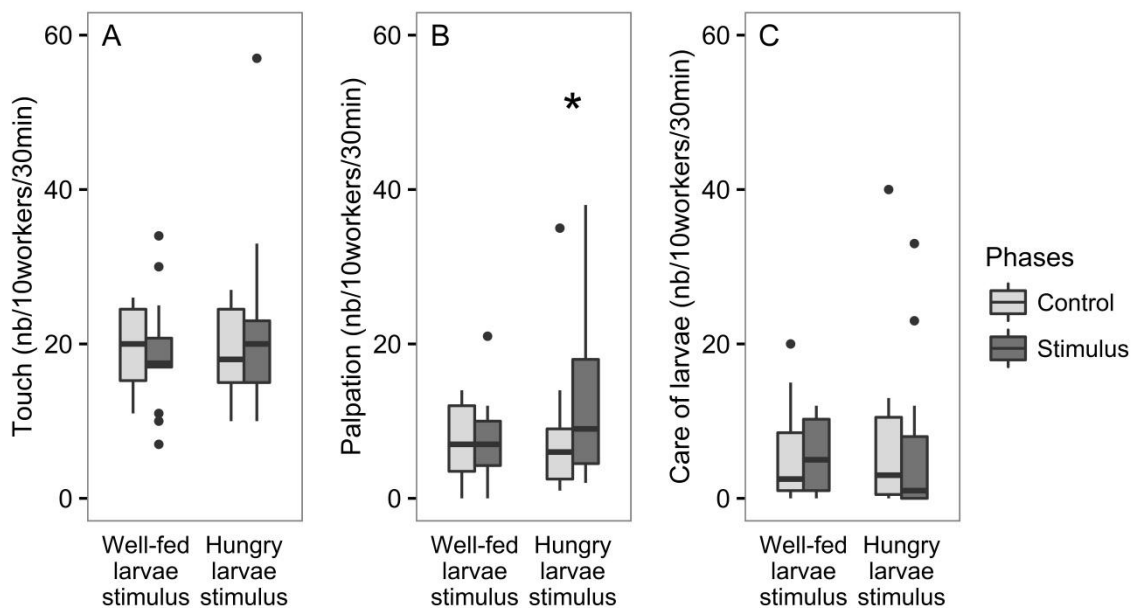 A
Touch (nb/10workers/30min)
60
40
20
0
Well-fed
larvae
stimulus
Hungry
larvae
stimulus
B
Palpation (nb/10workers/30min)
60
40
20
0
*
Well-fed
larvae
stimulus
Hungry
larvae
stimulus
C
Care of larvae (nb/10workers/30min)
60
40
20
0
Well-fed
larvae
stimulus
Hungry
larvae
stimulus
Phases
Control
Stimulus